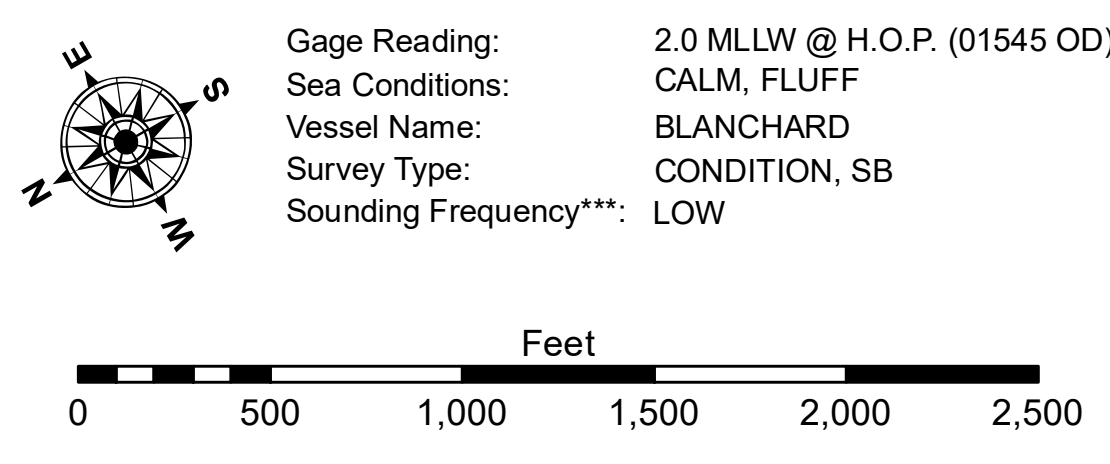 E
S
N
W
Gage Reading: 2.0 MLLW @ H.O.P. (01545 OD)
Sea Conditions: CALM, FLUFF
Vessel Name: BLANCHARD
Survey Type: CONDITION, SB
Sounding Frequency***: LOW
Feet
0 500 1,000 1,500 2,000 2,500